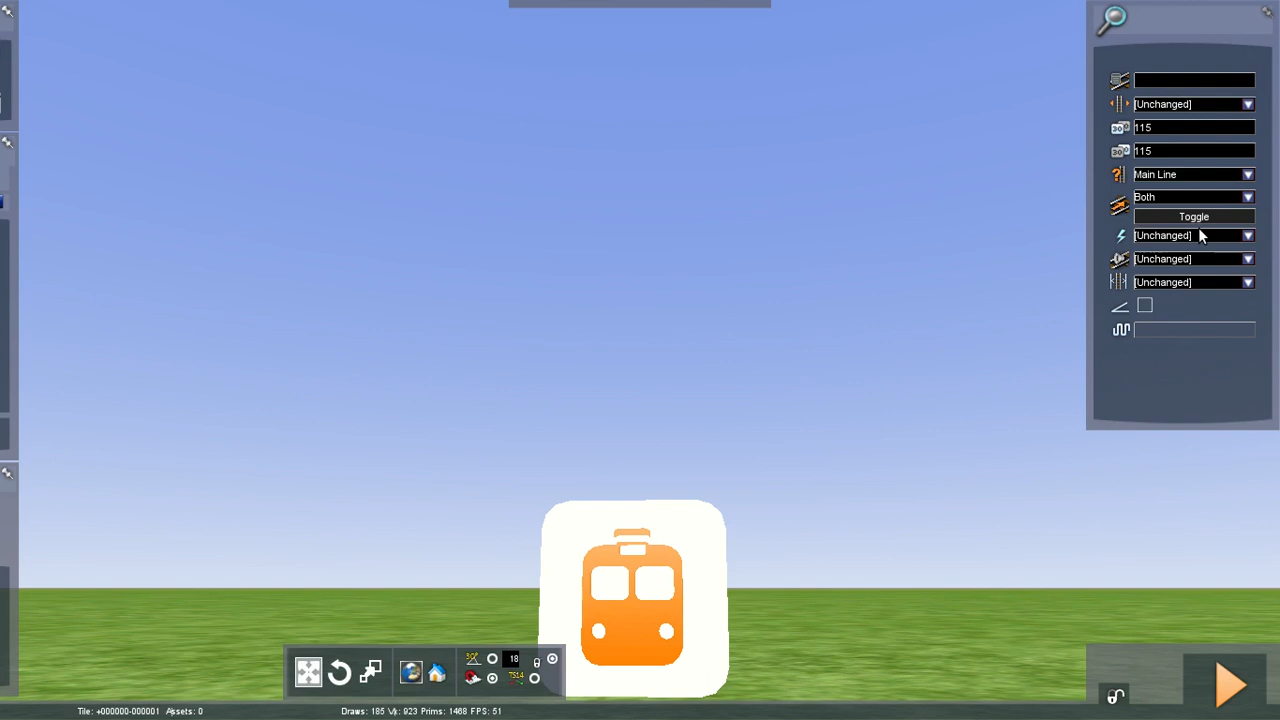 [Unchanged]
115
115
Main Line
Both
Toggle
[Unchanged]
[Unchanged]
[Unchanged]
18
Tile: +000000-000001 Assets: 0
Draws: 185 Vx: 923 Prims: 1468 FPS: 51